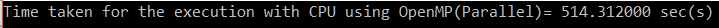 Time taken for the execution with CPU using OpenMP(Parallel)= 514.312000 sec(s)